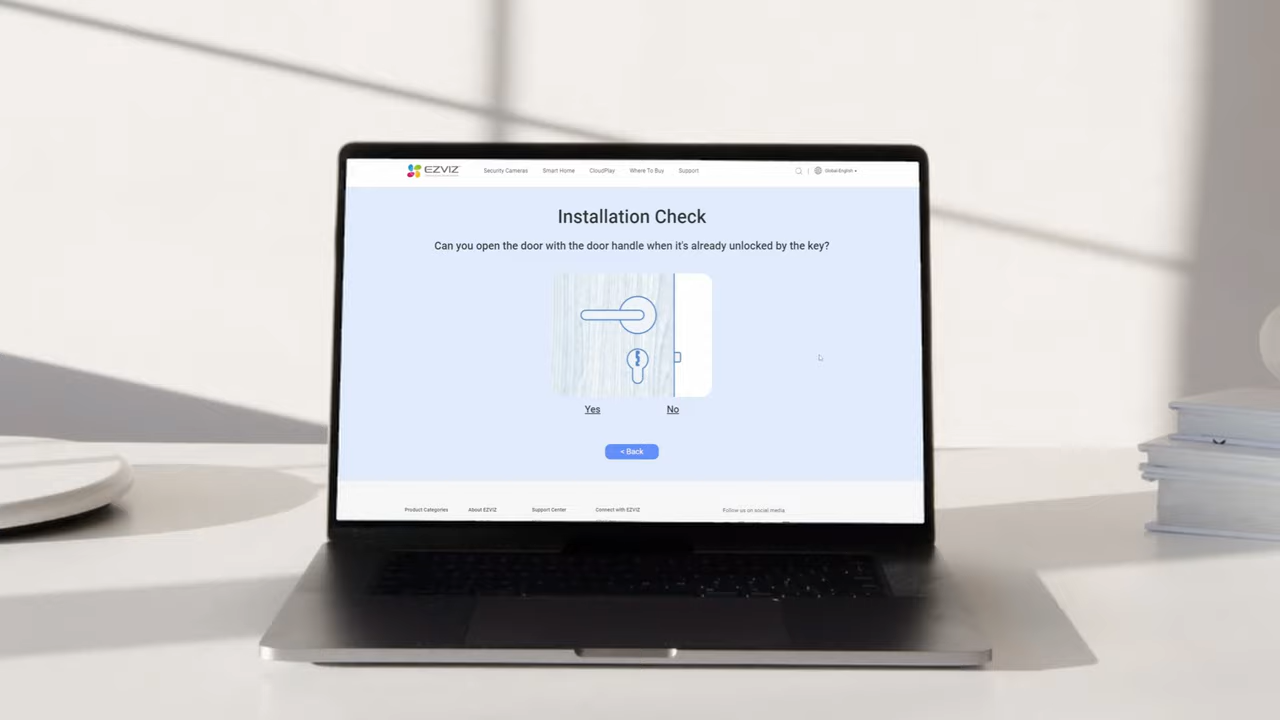 EZVIZ Security Cameras Smart Home CloudPlay Where To Buy Support Global English
Installation Check
Can you open the door with the door handle when it's already unlocked by the key?
Yes No
< Back
Product Categories About EZVIZ Support Center Connect with EZVIZ Follow us on social media